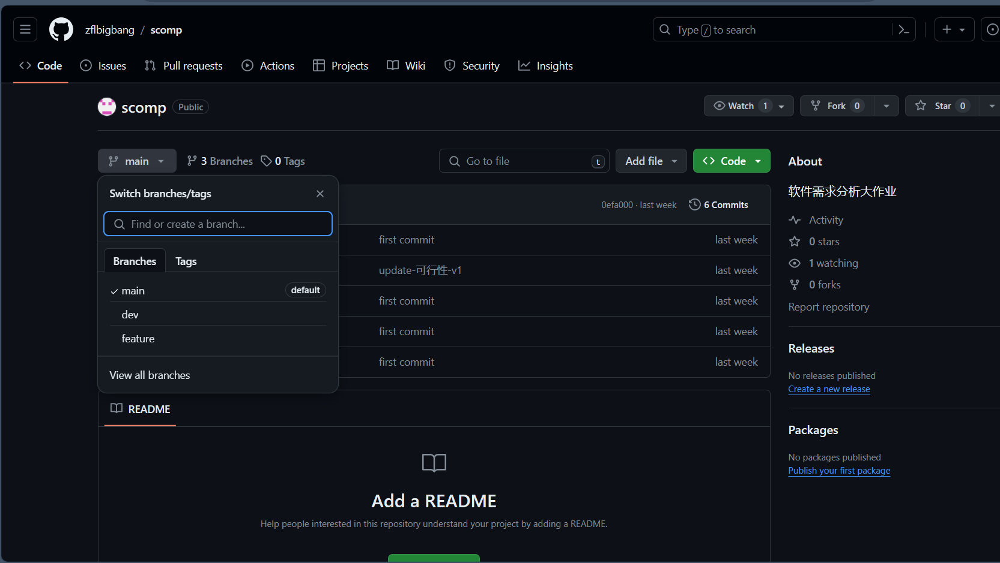 zflbigbang / scomp
Type / to search
Code
Issues
Pull requests
Actions
Projects
Wiki
Security
Insights
scomp
Public
Watch 1
Fork 0
Star 0
main
3 Branches
0 Tags
Go to file
t
Add file
Code
Switch branches/tags
Find or create a branch...
Branches
Tags
main
default
dev
feature
View all branches
0efa000 · last week
6 Commits
first commit
last week
update-可行性-v1
last week
first commit
last week
first commit
last week
first commit
last week
README
Add a README
Help people interested in this repository understand your project by adding a README.
About
软件需求分析大作业
Activity
0 stars
1 watching
0 forks
Report repository
Releases
No releases published
Create a new release
Packages
No packages published
Publish your first package